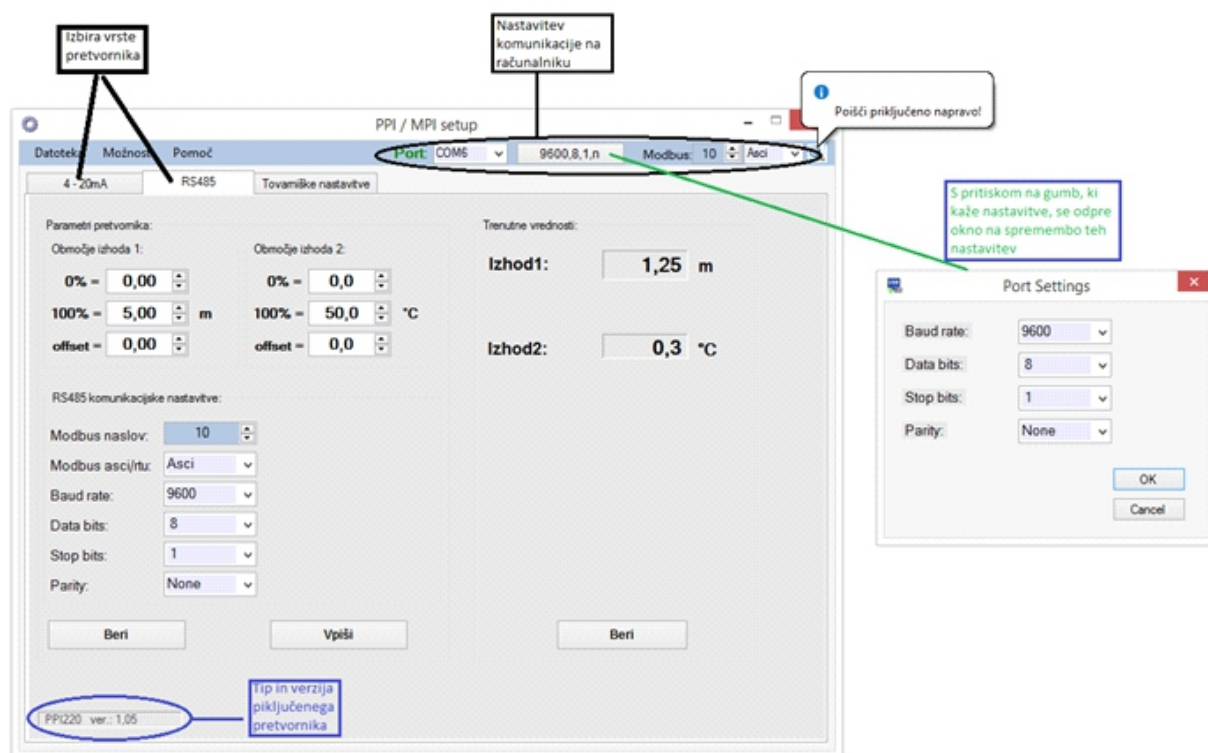 Izbira vrste
pretvornika
Nastavitev
komunikacije na
računalniku
Poišči priključeno napravo!
PPI / MPI setup
Datoteka Možnosti Pomoč
Port: COM6 9600,8,1,n Modbus: 10 Asci
4 - 20mA RS485 Tovarniške nastavitve
S pritiskom na gumb, ki
kaže nastavitve, se odpre
okno na spremembo teh
nastavitev
Parametri pretvornika:
Območje izhoda 1: Območje izhoda 2:
0% = 0,00 0% = 0,0
100% = 5,00 m 100% = 50,0 °C
offset = 0,00 offset = 0,0
Trenutne vrednosti:
Izhod1: 1,25 m
Izhod2: 0,3 °C
Port Settings
Baud rate: 9600
Data bits: 8
Stop bits: 1
Parity: None
OK
Cancel
RS485 komunikacijske nastavitve:
Modbus naslov: 10
Modbus asci/rtu: Asci
Baud rate: 9600
Data bits: 8
Stop bits: 1
Parity: None
Beri Vpiši Beri
Tip in verzija
piključenega
pretvornika
PPI220 ver.: 1,05